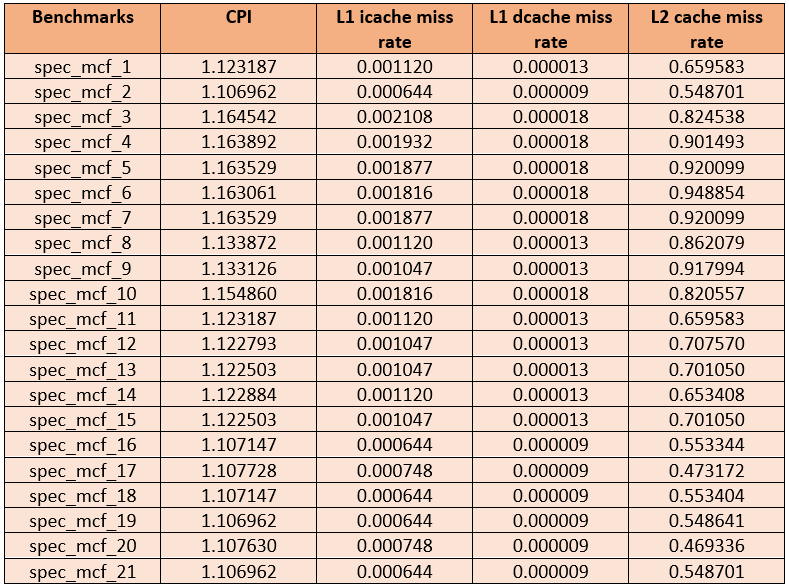 Benchmarks CPI L1 icache miss rate L1 dcache miss rate L2 cache miss rate
spec_mcf_1 1.123187 0.001120 0.000013 0.659583
spec_mcf_2 1.106962 0.000644 0.000009 0.548701
spec_mcf_3 1.164542 0.002108 0.000018 0.824538
spec_mcf_4 1.163892 0.001932 0.000018 0.901493
spec_mcf_5 1.163529 0.001877 0.000018 0.920099
spec_mcf_6 1.163061 0.001816 0.000018 0.948854
spec_mcf_7 1.163529 0.001877 0.000018 0.920099
spec_mcf_8 1.133872 0.001120 0.000013 0.862079
spec_mcf_9 1.133126 0.001047 0.000013 0.917994
spec_mcf_10 1.154860 0.001816 0.000018 0.820557
spec_mcf_11 1.123187 0.001120 0.000013 0.659583
spec_mcf_12 1.122793 0.001047 0.000013 0.707570
spec_mcf_13 1.122503 0.001047 0.000013 0.701050
spec_mcf_14 1.122884 0.001120 0.000013 0.653408
spec_mcf_15 1.122503 0.001047 0.000013 0.701050
spec_mcf_16 1.107147 0.000644 0.000009 0.553344
spec_mcf_17 1.107728 0.000748 0.000009 0.473172
spec_mcf_18 1.107147 0.000644 0.000009 0.553404
spec_mcf_19 1.106962 0.000644 0.000009 0.548641
spec_mcf_20 1.107630 0.000748 0.000009 0.469336
spec_mcf_21 1.106962 0.000644 0.000009 0.548701